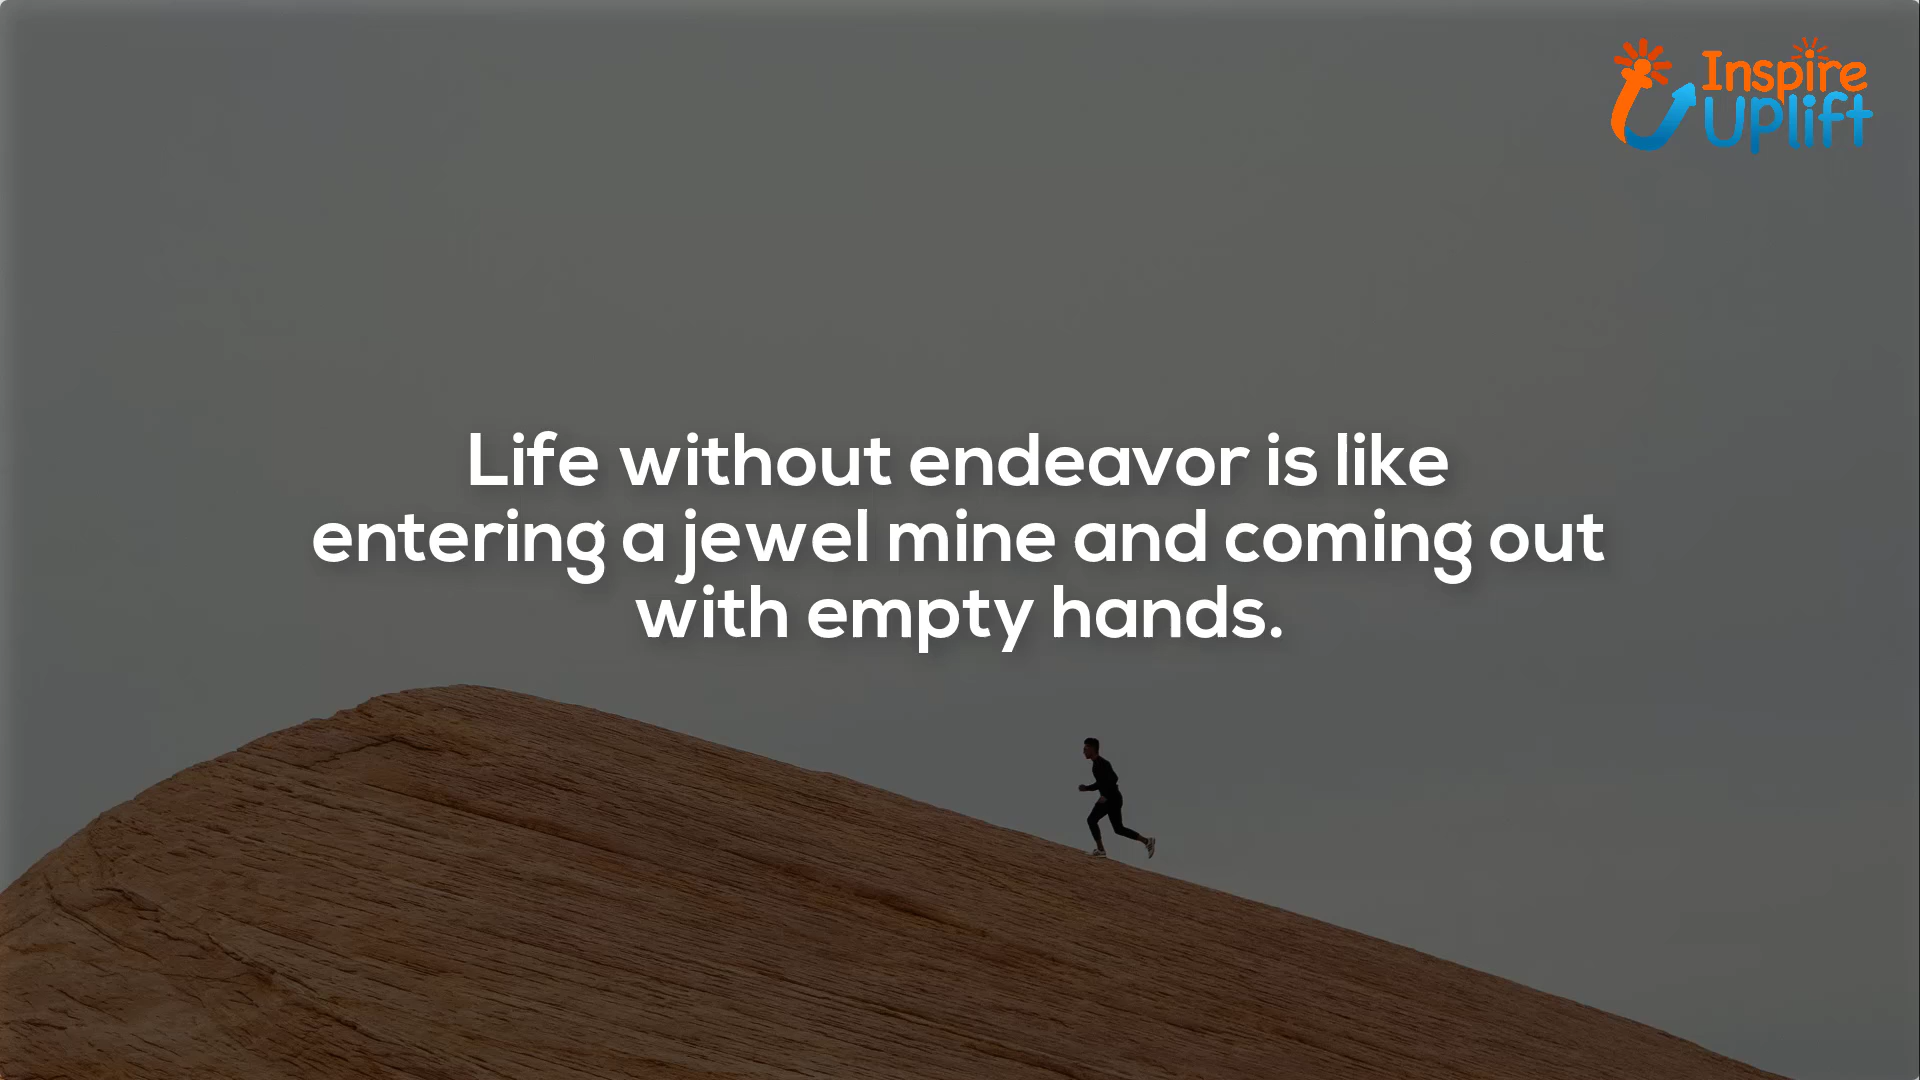 Inspire
Uplift
Life without endeavor is like
entering a jewel mine and coming out
with empty hands.